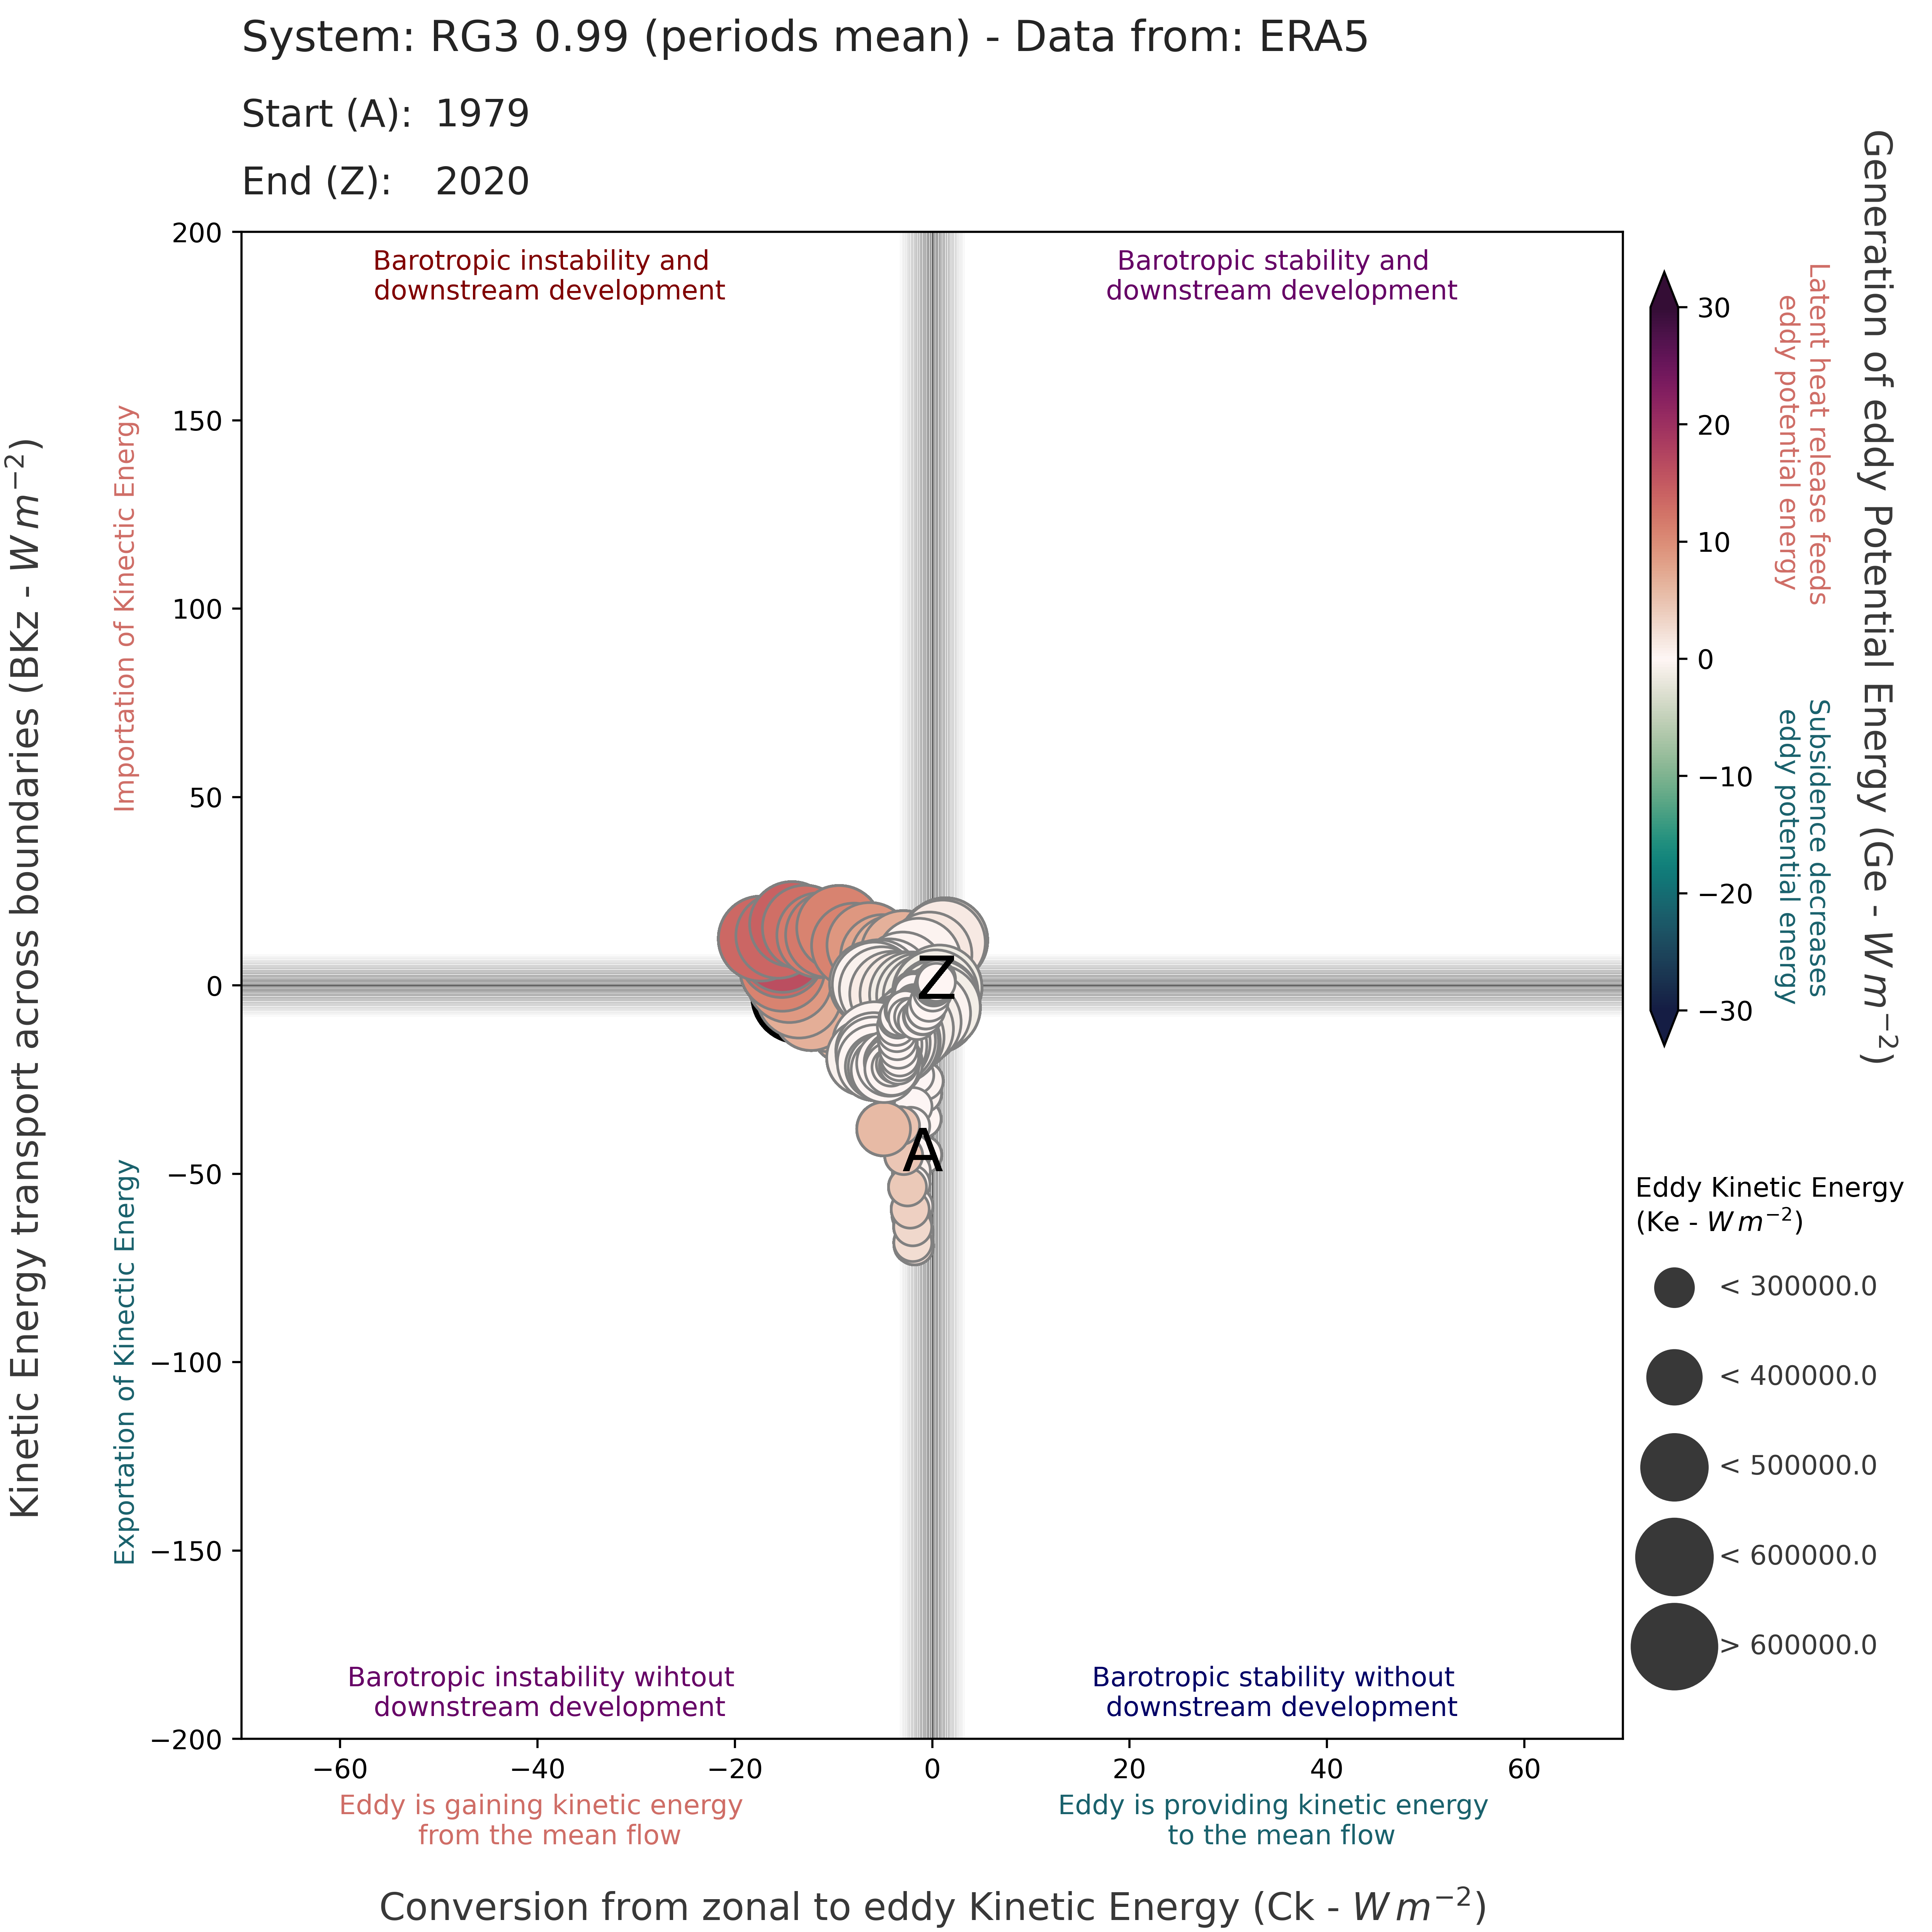 System: RG3 0.99 (periods mean) - Data from: ERA5
Start (A): 1979
End (Z): 2020
Barotropic instability and
downstream development
Barotropic stability and
downstream development
Barotropic instability wihtout
downstream development
Barotropic stability without
downstream development
A
Z
200
150
100
50
0
−50
−100
−150
−200
−60
−40
−20
0
20
40
60
Kinetic Energy transport across boundaries (BKz - W m−2)
Importation of Kinectic Energy
Exportation of Kinectic Energy
Eddy is gaining kinetic energy
from the mean flow
Eddy is providing kinetic energy
to the mean flow
Conversion from zonal to eddy Kinetic Energy (Ck - W m−2)
30
20
10
0
−10
−20
−30
Latent heat release feeds
eddy potential energy
Subsidence decreases
eddy potential energy
Generation of eddy Potential Energy (Ge - W m−2)
Eddy Kinect Energy
(Ke - W m−2)
< 300000.0
< 400000.0
< 500000.0
< 600000.0
> 600000.0